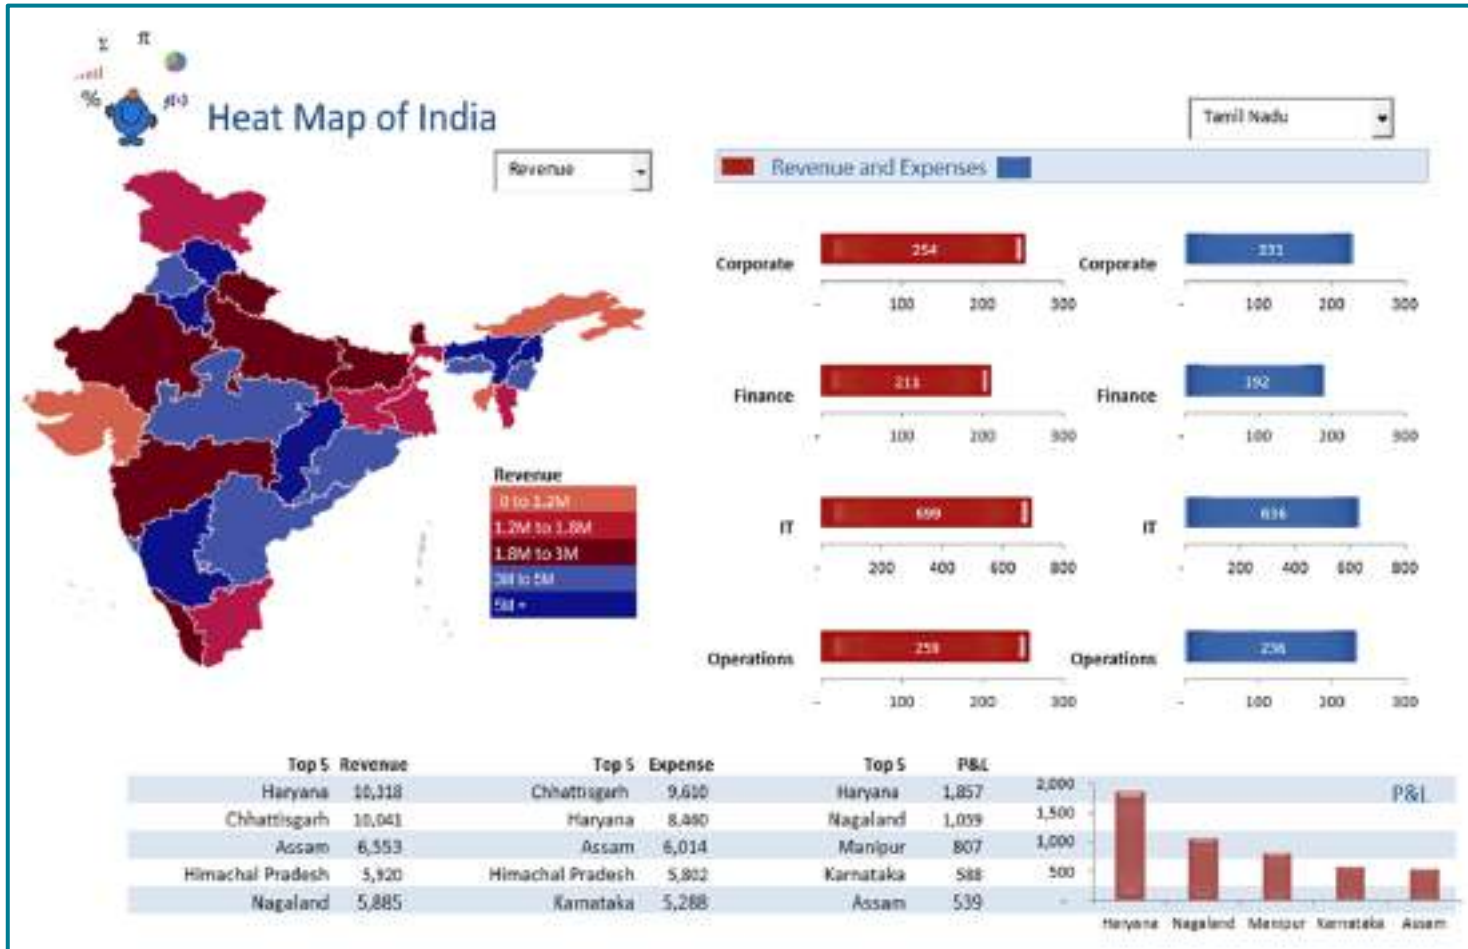 Σ π
%
f(x)
Heat Map of India
Tamil Nadu
Revenue
Revenue and Expenses
Corporate 254 Corporate
- 100 200 300 - 100 200 300
Finance 211 Finance 192
- 100 200 300 - 100 200 300
IT 699 IT 636
200 400 600 800 200 400 600 800
Operations 259 Operations 236
- 100 200 300 - 100 200 300
Revenue
0 to 1.2M
1.2M to 1.8M
1.8M to 3M
3M to 5M
5M +
Top 5 Revenue Top 5 Expense Top 5 P&L
Haryana 10,318 Chhattisgarh 9,610 Haryana 1,857
Chhattisgarh 10,041 Haryana 8,460 Nagaland 1,059
Assam 6,553 Assam 6,014 Manipur 807
Himachal Pradesh 5,920 Himachal Pradesh 5,802 Karnataka 588
Nagaland 5,885 Karnataka 5,288 Assam 539
P&L
2,000
1,500
1,000
500
-
Haryana Nagaland Manipur Karnataka Assam